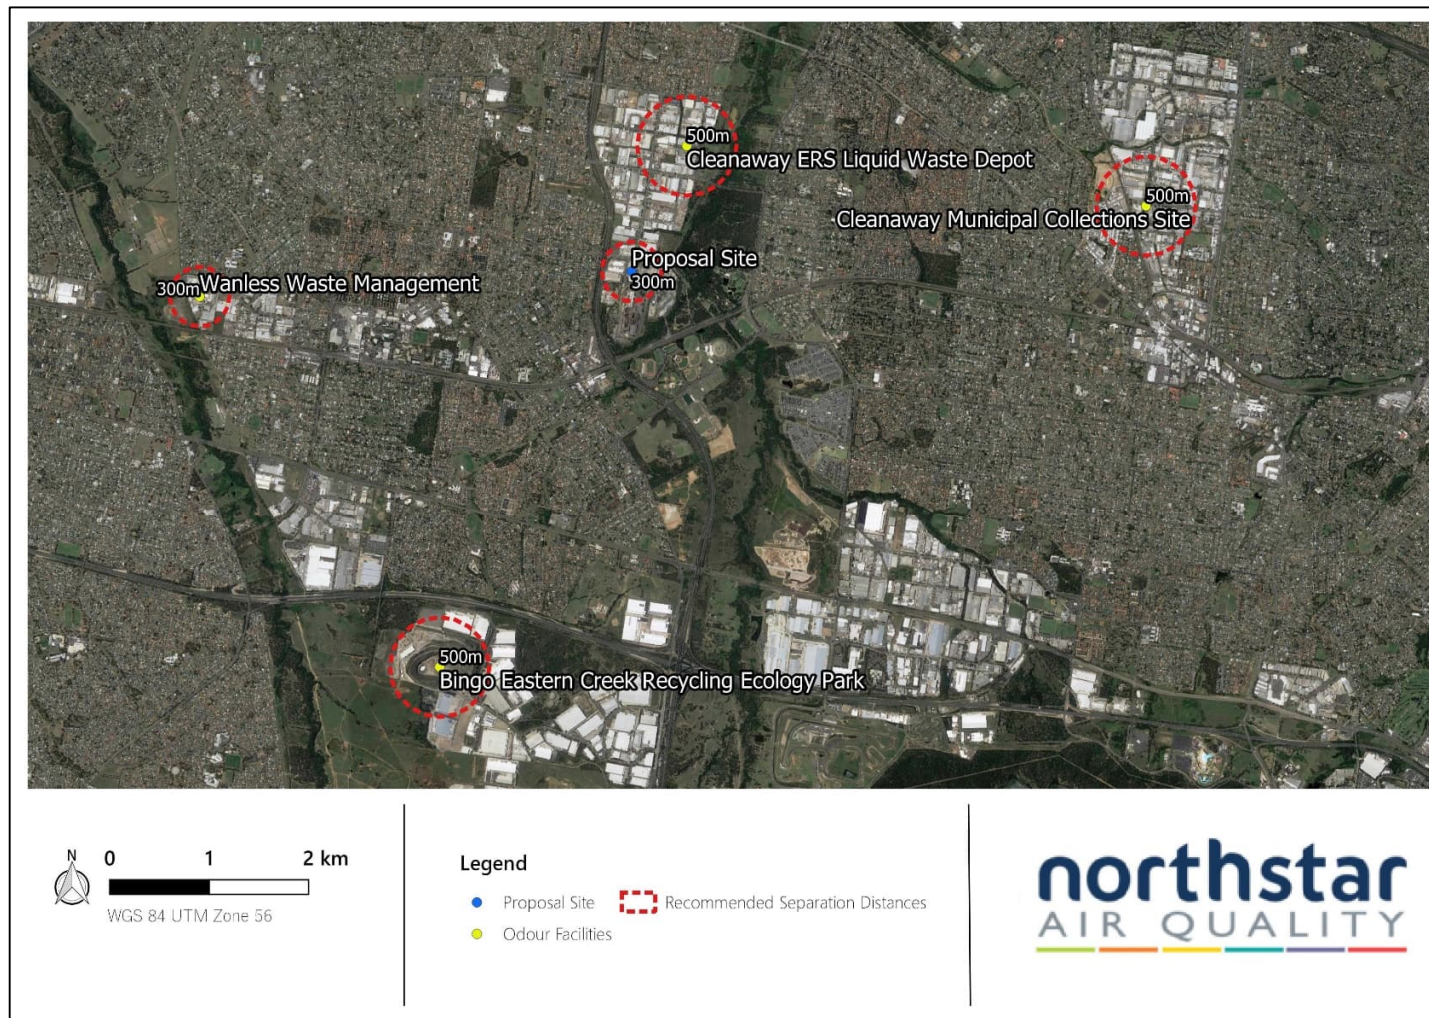 500m
Cleanaway ERS Liquid Waste Depot
500m
Cleanaway Municipal Collections Site
Proposal Site
300m
300m
Wanless Waste Management
500m
Bingo Eastern Creek Recycling Ecology Park
N
0 1 2 km
WGS 84 UTM Zone 56
Legend
Proposal Site
Recommended Separation Distances
Odour Facilities
northstar
AIR QUALITY